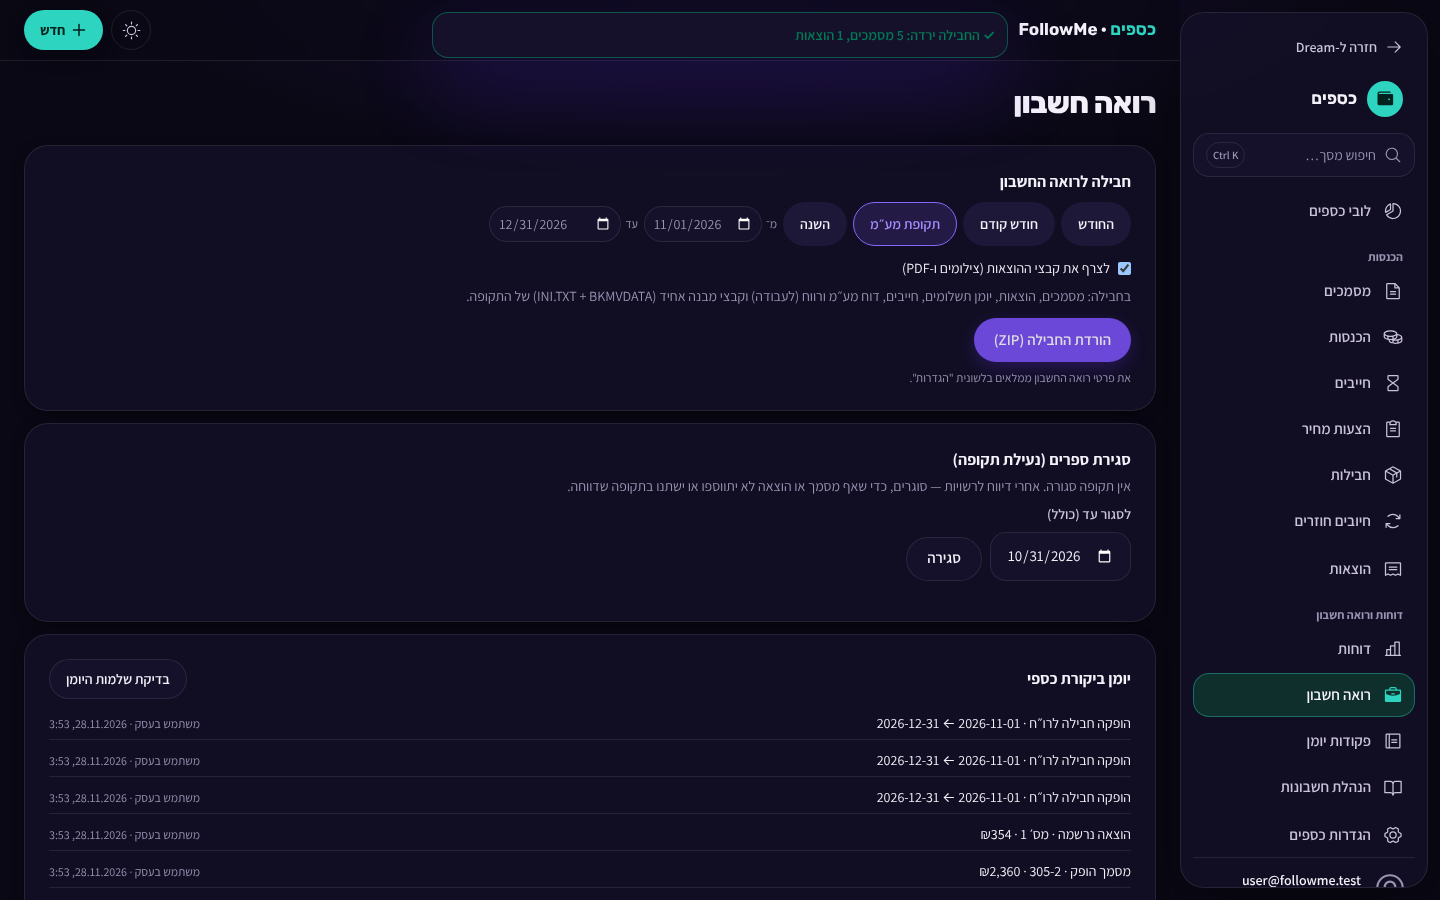 חזרה ל-Dream
כספים
חיפוש מסך...
Ctrl K
לובי כספים
הכנסות
מסמכים
הכנסות
חייבים
הצעות מחיר
חבילות
חיובים חוזרים
הוצאות
דוחות ורואה חשבון
דוחות
רואה חשבון
פקודות יומן
הנהלת חשבונות
הגדרות כספים
user@followme.test
כספים • FollowMe
✓ החבילה ירדה: 5 מסמכים, 1 הוצאות
+ חדש
רואה חשבון
חבילה לרואה החשבון
החודש
חודש קודם
תקופת מע״מ
השנה
מ־ 11/01/2026 עד 12/31/2026
לצרף את קבצי ההוצאות (צילומים ו-PDF)
בחבילה: מסמכים, הוצאות, יומן תשלומים, חייבים, דוח מע״מ ורווח (לעבודה) וקבצי מבנה אחיד (INI.TXT + BKMVDATA) של התקופה.
הורדת החבילה (ZIP)
את פרטי רואה החשבון ממלאים בלשונית "הגדרות".
סגירת ספרים (נעילת תקופה)
אין תקופה סגורה. אחרי דיווח לרשויות — סוגרים, כדי שאף מסמך או הוצאה לא יתווספו או ישתנו בתקופה שדווחה.
לסגור עד (כולל)
10/31/2026
סגירה
יומן ביקורת כספי
בדיקת שלמות היומן
הופקה חבילה לרו״ח · 2026-11-01 ← 2026-12-31
משתמש בעסק · 28.11.2026, 3:53
הופקה חבילה לרו״ח · 2026-11-01 ← 2026-12-31
משתמש בעסק · 28.11.2026, 3:53
הופקה חבילה לרו״ח · 2026-11-01 ← 2026-12-31
משתמש בעסק · 28.11.2026, 3:53
הוצאה נרשמה · מס׳ 1 · ₪354
משתמש בעסק · 28.11.2026, 3:53
מסמך הופק · 305-2 · ₪2,360
משתמש בעסק · 28.11.2026, 3:53